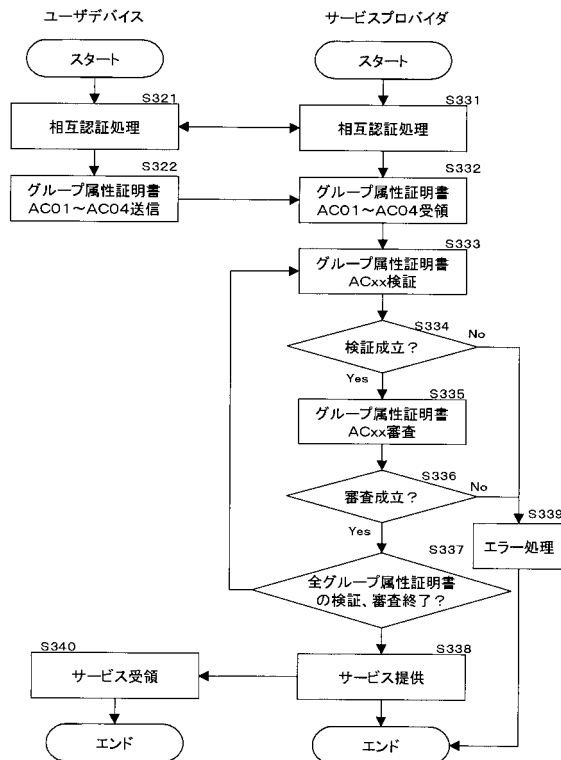 ユーザデバイス
サービスプロバイダ
スタート
スタート
S321
相互認証処理
S331
相互認証処理
S322
グループ属性証明書
AC01～AC04送信
S332
グループ属性証明書
AC01～AC04受領
S333
グループ属性証明書
ACxx検証
S334
検証成立？
No
Yes
S335
グループ属性証明書
ACxx審査
S336
審査成立？
No
Yes
S339
エラー処理
S337
全グループ属性証明書
の検証、審査終了？
S340
サービス受領
S338
サービス提供
エンド
エンド